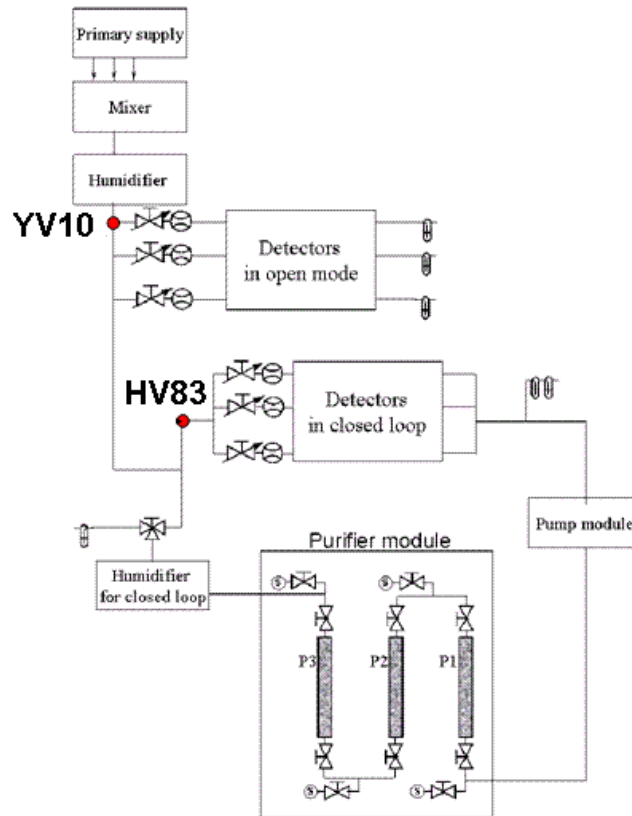 Primary supply
Mixer
Humidifier
YV10
Detectors
in open mode
HV83
Detectors
in closed loop
Pump module
Purifier module
Humidifier
for closed loop
S
S
P3
P2
P1
S
S